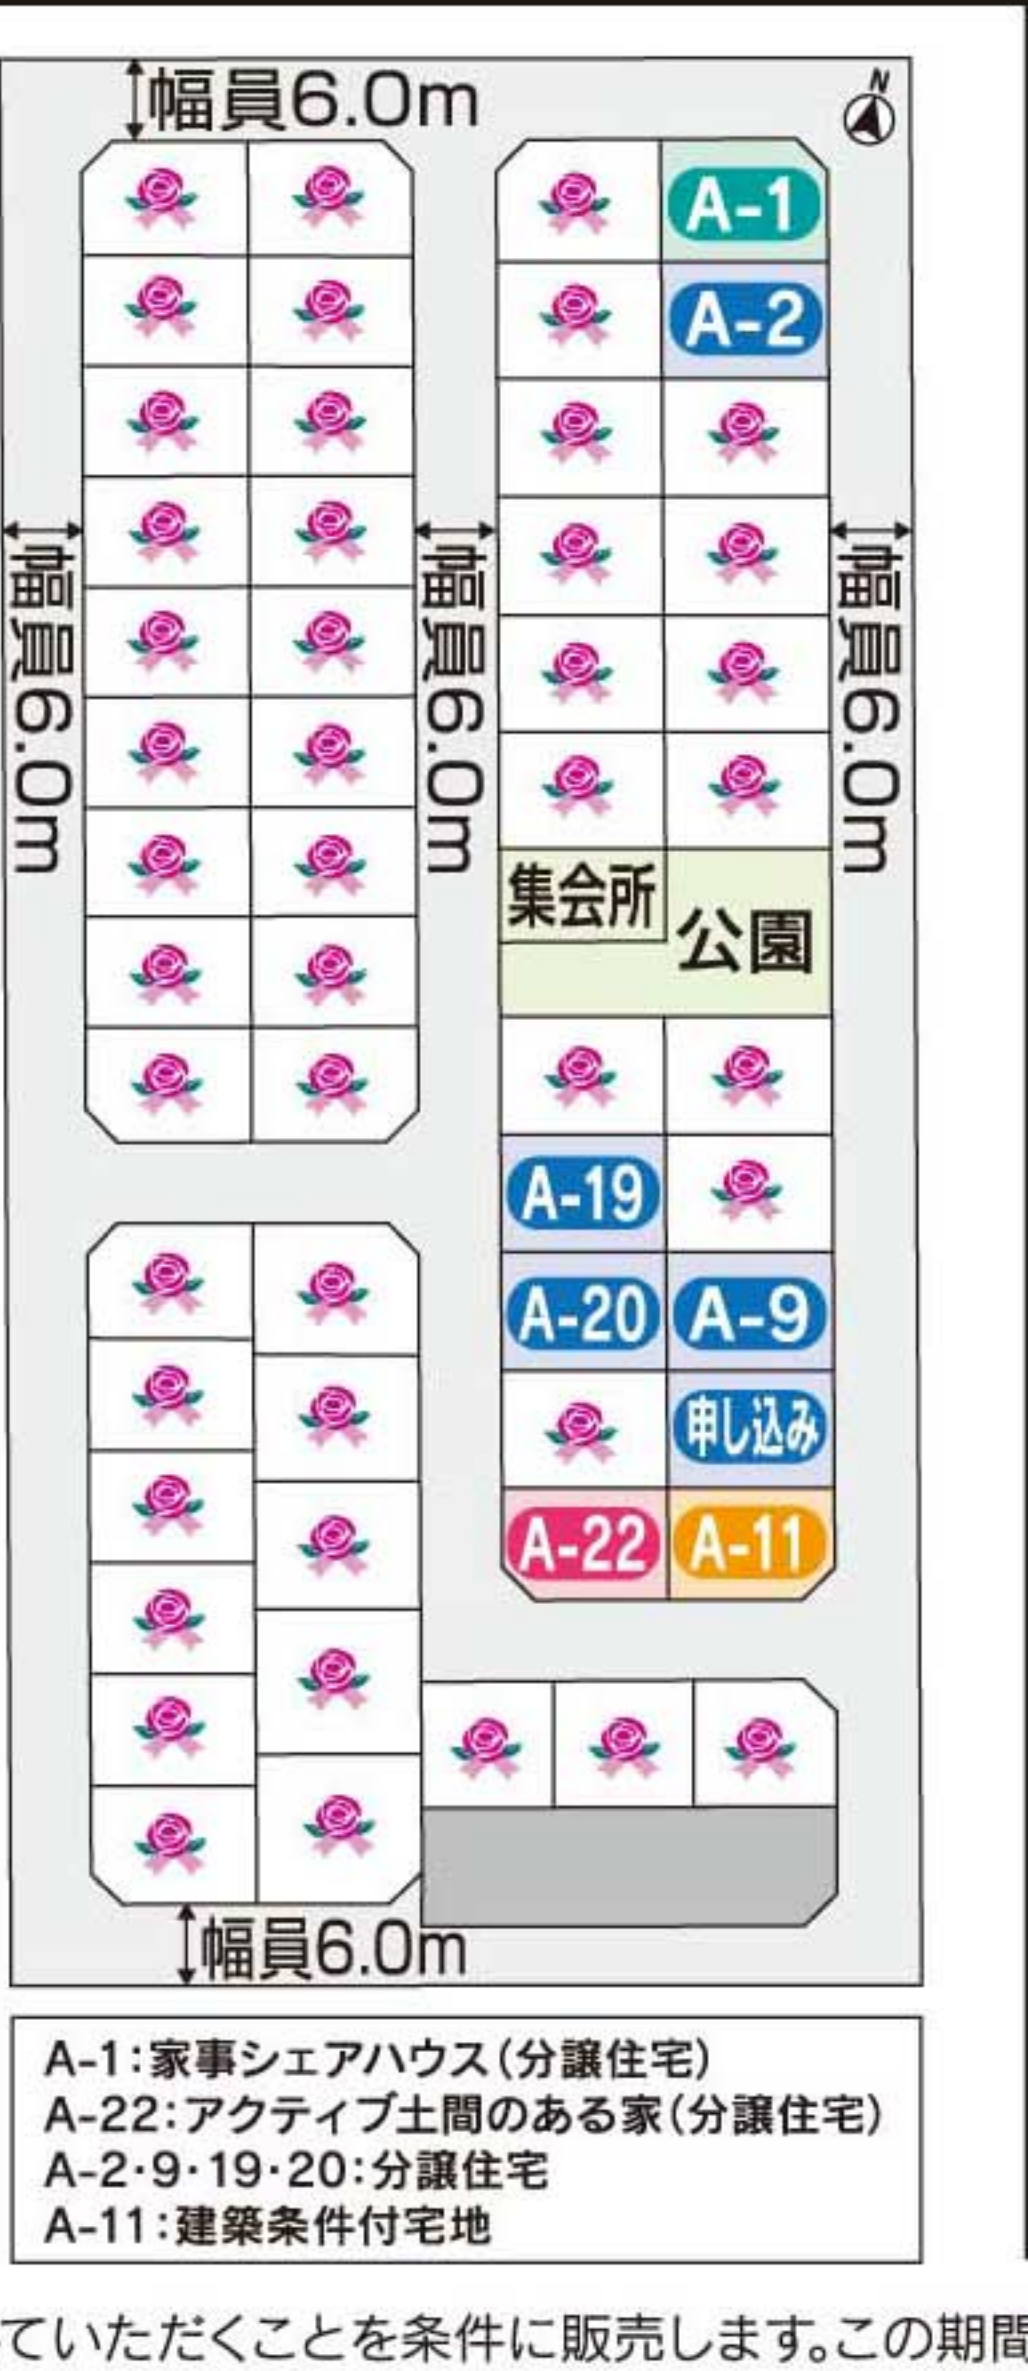 幅員6.0m
N
A-1
A-2
幅員6.0m
幅員6.0m
幅員6.0m
集会所
公園
A-19
A-20
A-9
申し込み
A-22
A-11
幅員6.0m
A-1:家事シェアハウス(分譲住宅)
A-22:アクティブ土間のある家(分譲住宅)
A-2・9・19・20:分譲住宅
A-11:建築条件付宅地
ていただくことを条件に販売します。この期間